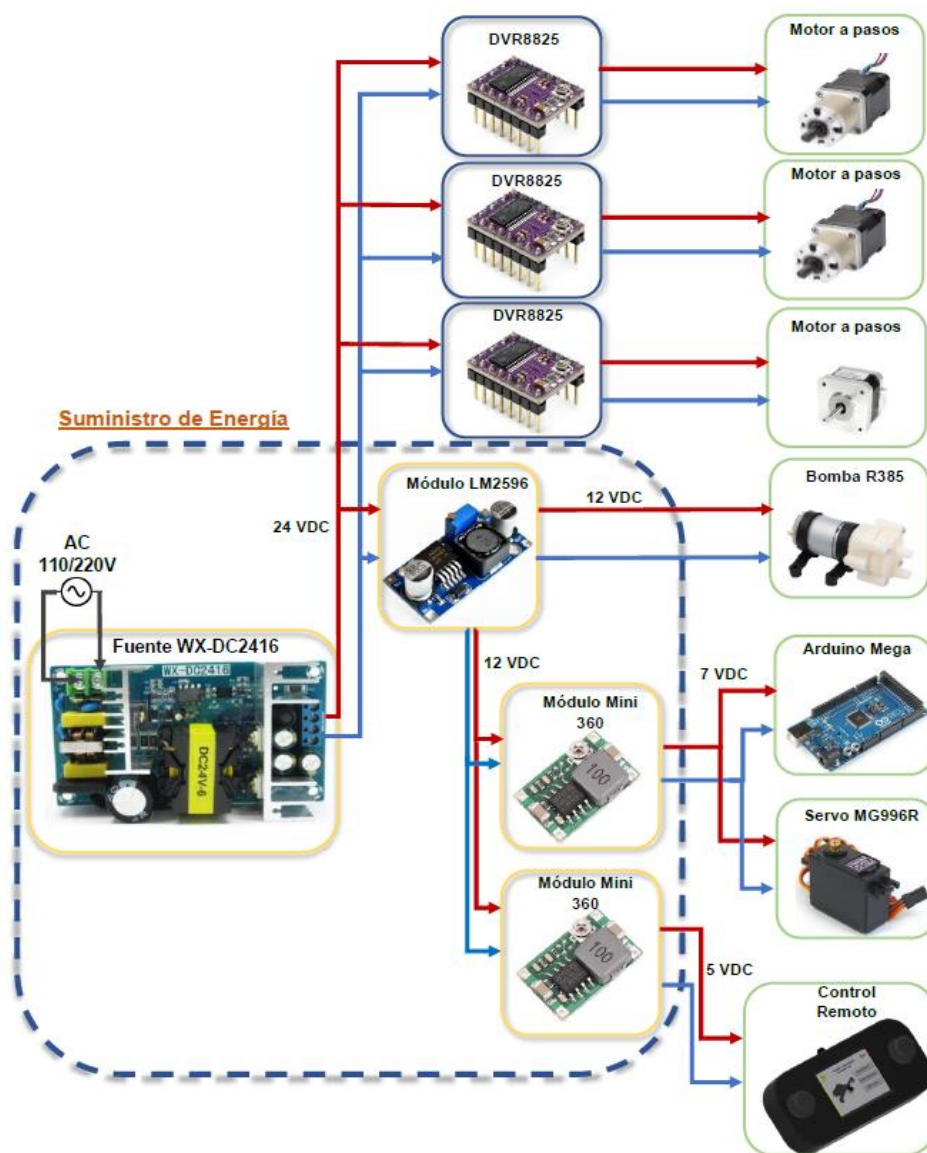 DVR8825
Motor a pasos
DVR8825
Motor a pasos
DVR8825
Motor a pasos
Suministro de Energía
Módulo LM2596
12 VDC
Bomba R385
24 VDC
AC
110/220V
Fuente WX-DC2416
WX-DC2416
DC24V-6
12 VDC
Módulo Mini
360
100
7 VDC
Arduino Mega
Servo MG996R
Módulo Mini
360
100
5 VDC
Control
Remoto